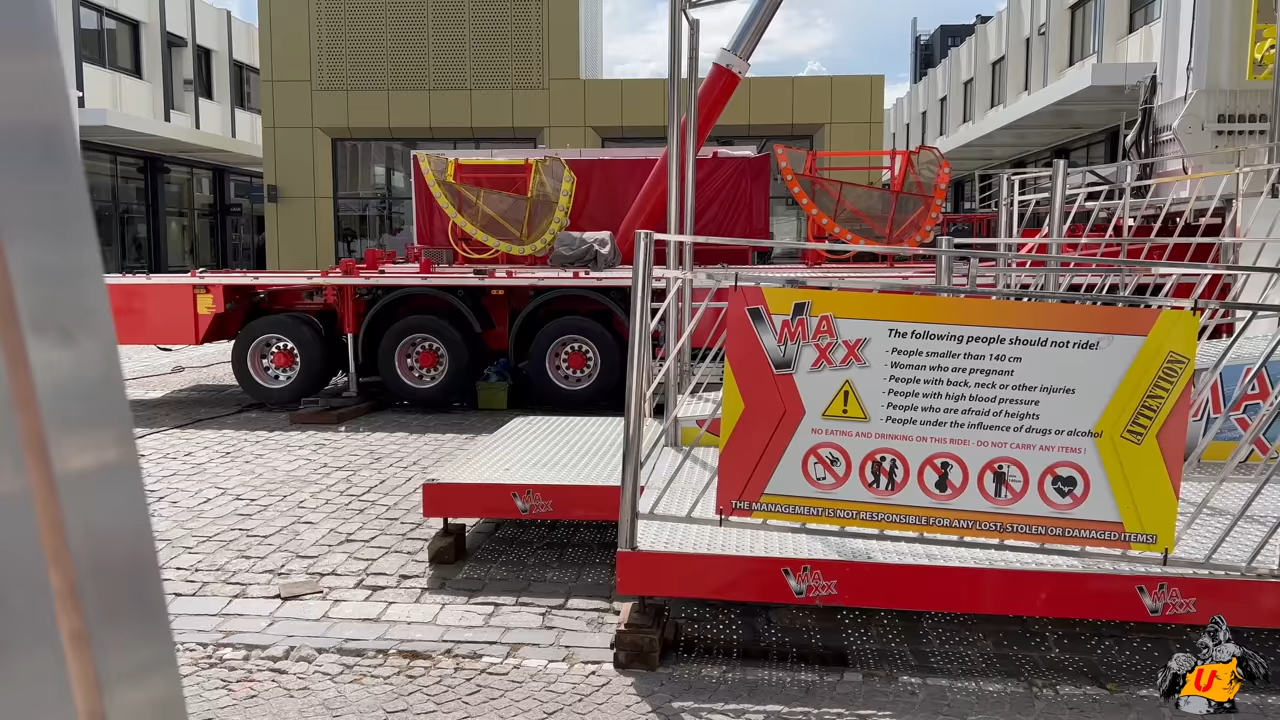 VMAXX
The following people should not ride!
- People smaller than 140 cm
- Woman who are pregnant
- People with back, neck or other injuries
- People with high blood pressure
- People who are afraid of heights
- People under the influence of drugs or alcohol
ATTENTION
NO EATING AND DRINKING ON THIS RIDE! - DO NOT CARRY ANY ITEMS !
THE MANAGEMENT IS NOT RESPONSIBLE FOR ANY LOST, STOLEN OR DAMAGED ITEMS!
VMAXX
VMAXX
VMAXX
MAXX
U